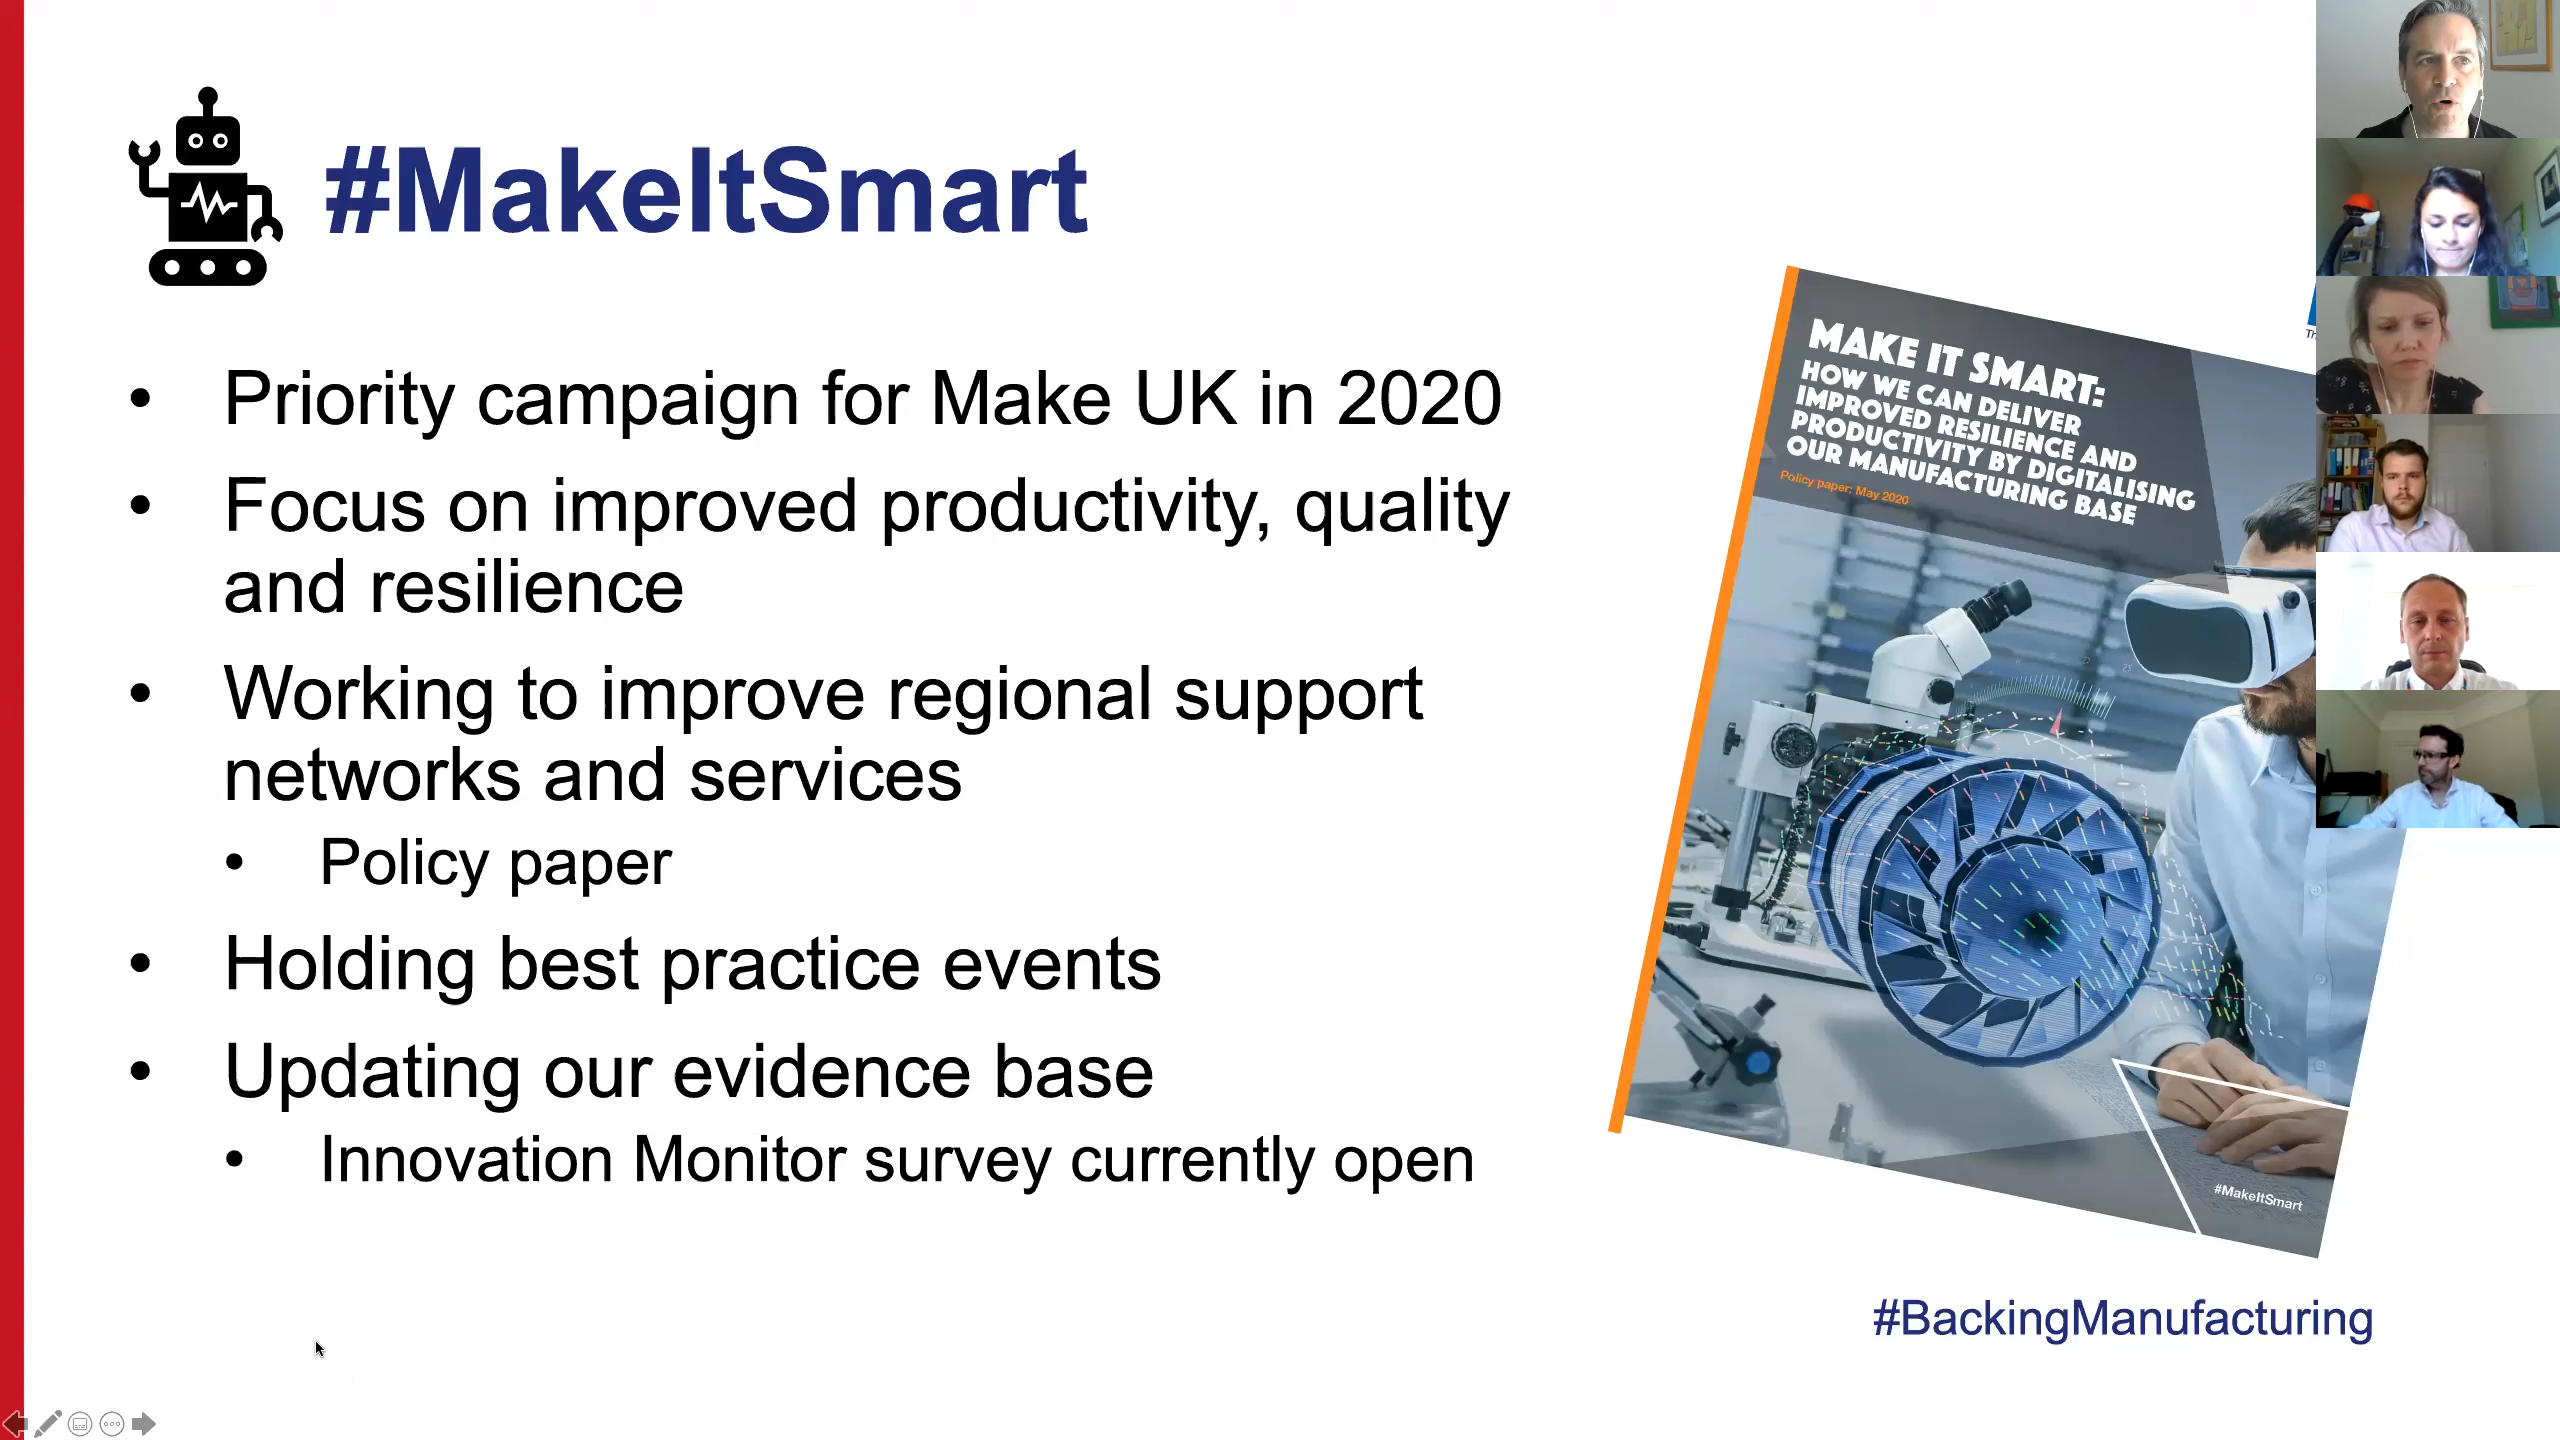 #MakeItSmart
• Priority campaign for Make UK in 2020
• Focus on improved productivity, quality
and resilience
• Working to improve regional support
networks and services
• Policy paper
• Holding best practice events
• Updating our evidence base
• Innovation Monitor survey currently open
MAKE IT SMART:
HOW WE CAN DELIVER
IMPROVED RESILIENCE AND
PRODUCTIVITY BY DIGITALISING
OUR MANUFACTURING BASE
Policy paper: May 2020
#MakeItSmart
#BackingManufacturing